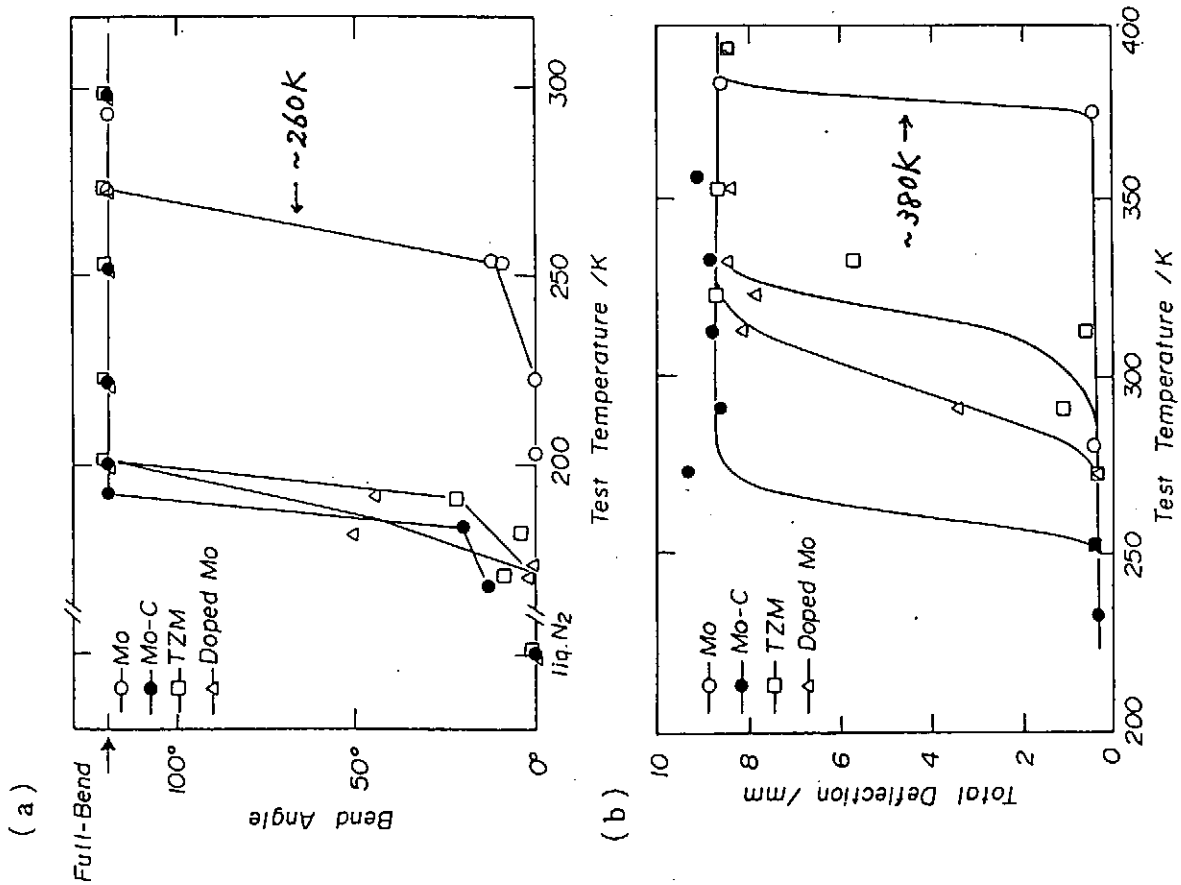 (a)
Full-Bend
100°
50°
0°
Bend Angle
Mo
Mo-C
TZM
Doped Mo
~260K
liq. N2
200
250
300
Test Temperature /K
(b)
10
8
6
4
2
0
Total Deflection /mm
Mo
Mo-C
TZM
Doped Mo
~380K
200
250
300
350
400
Test Temperature /K